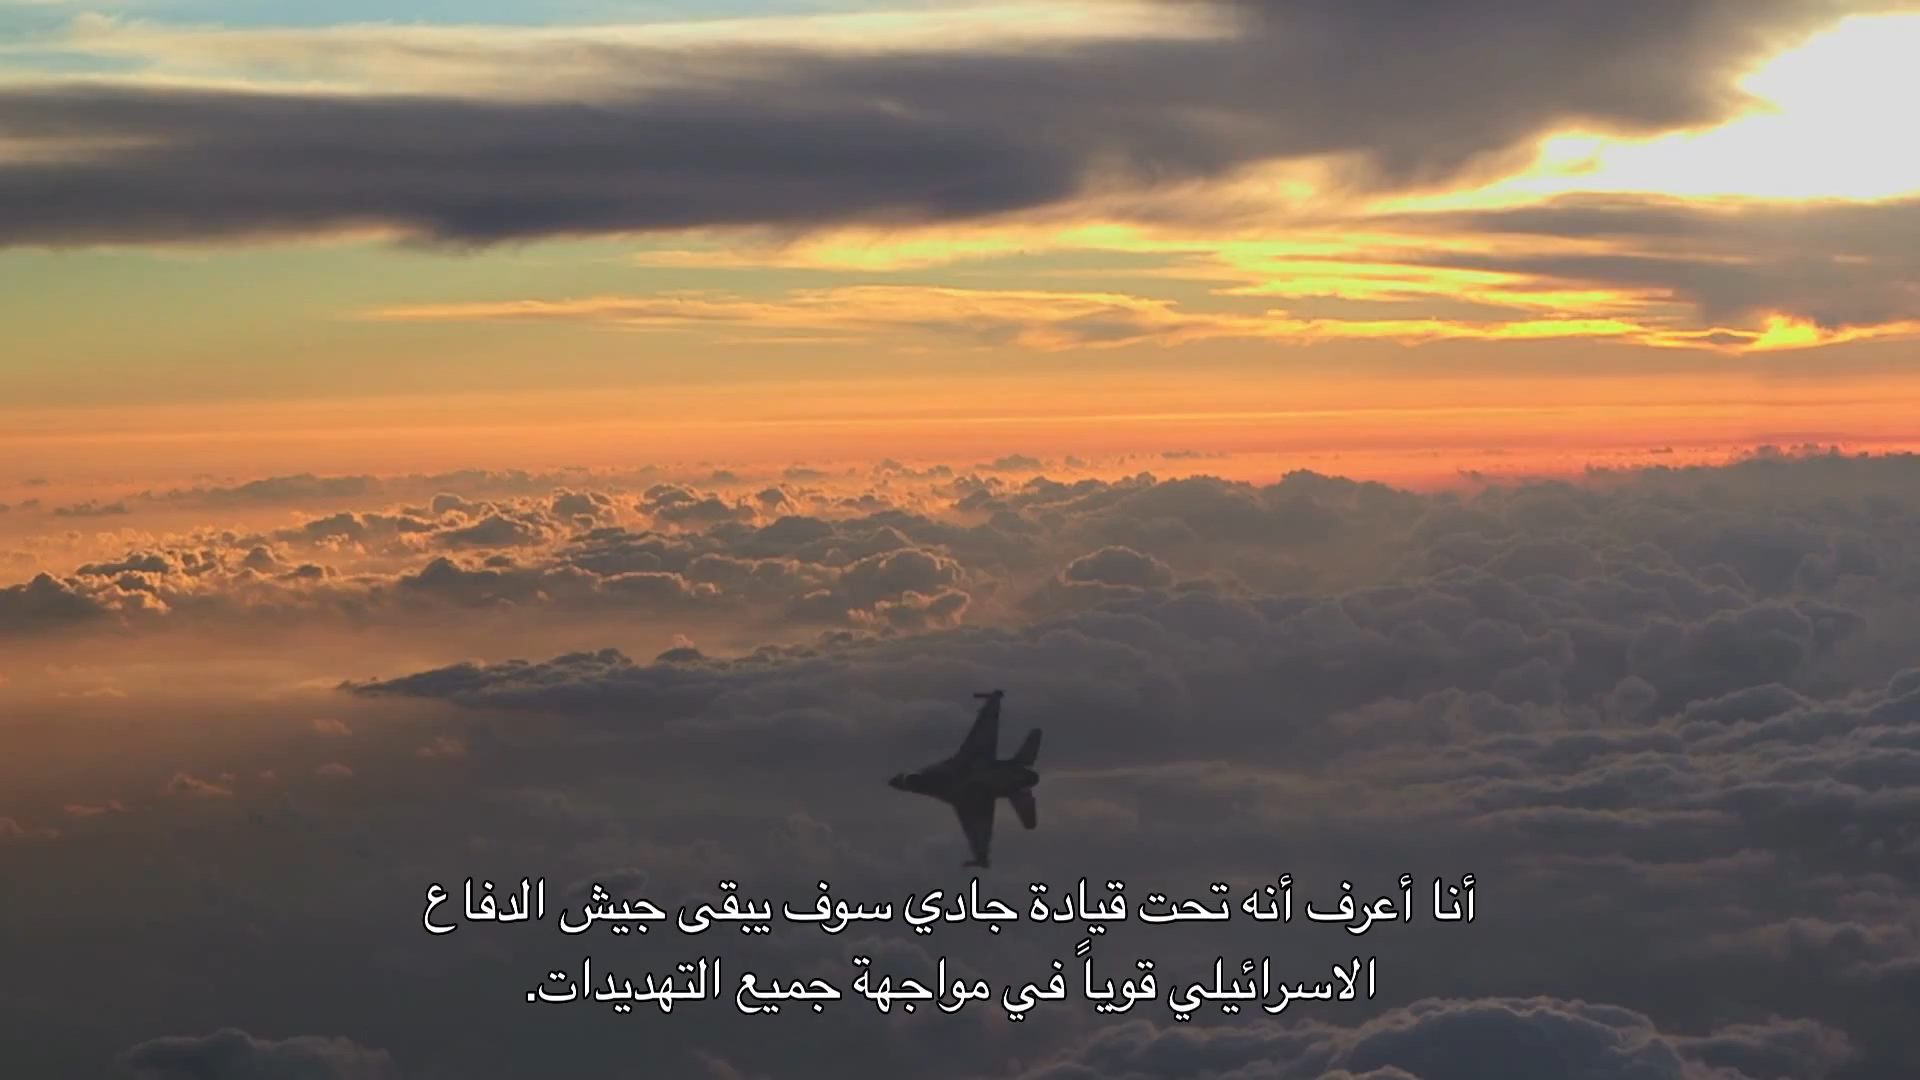 أنا أعرف أنه تحت قيادة جادي سوف يبقى جيش الدفاع
الاسرائيلي قوياً في مواجهة جميع التهديدات.